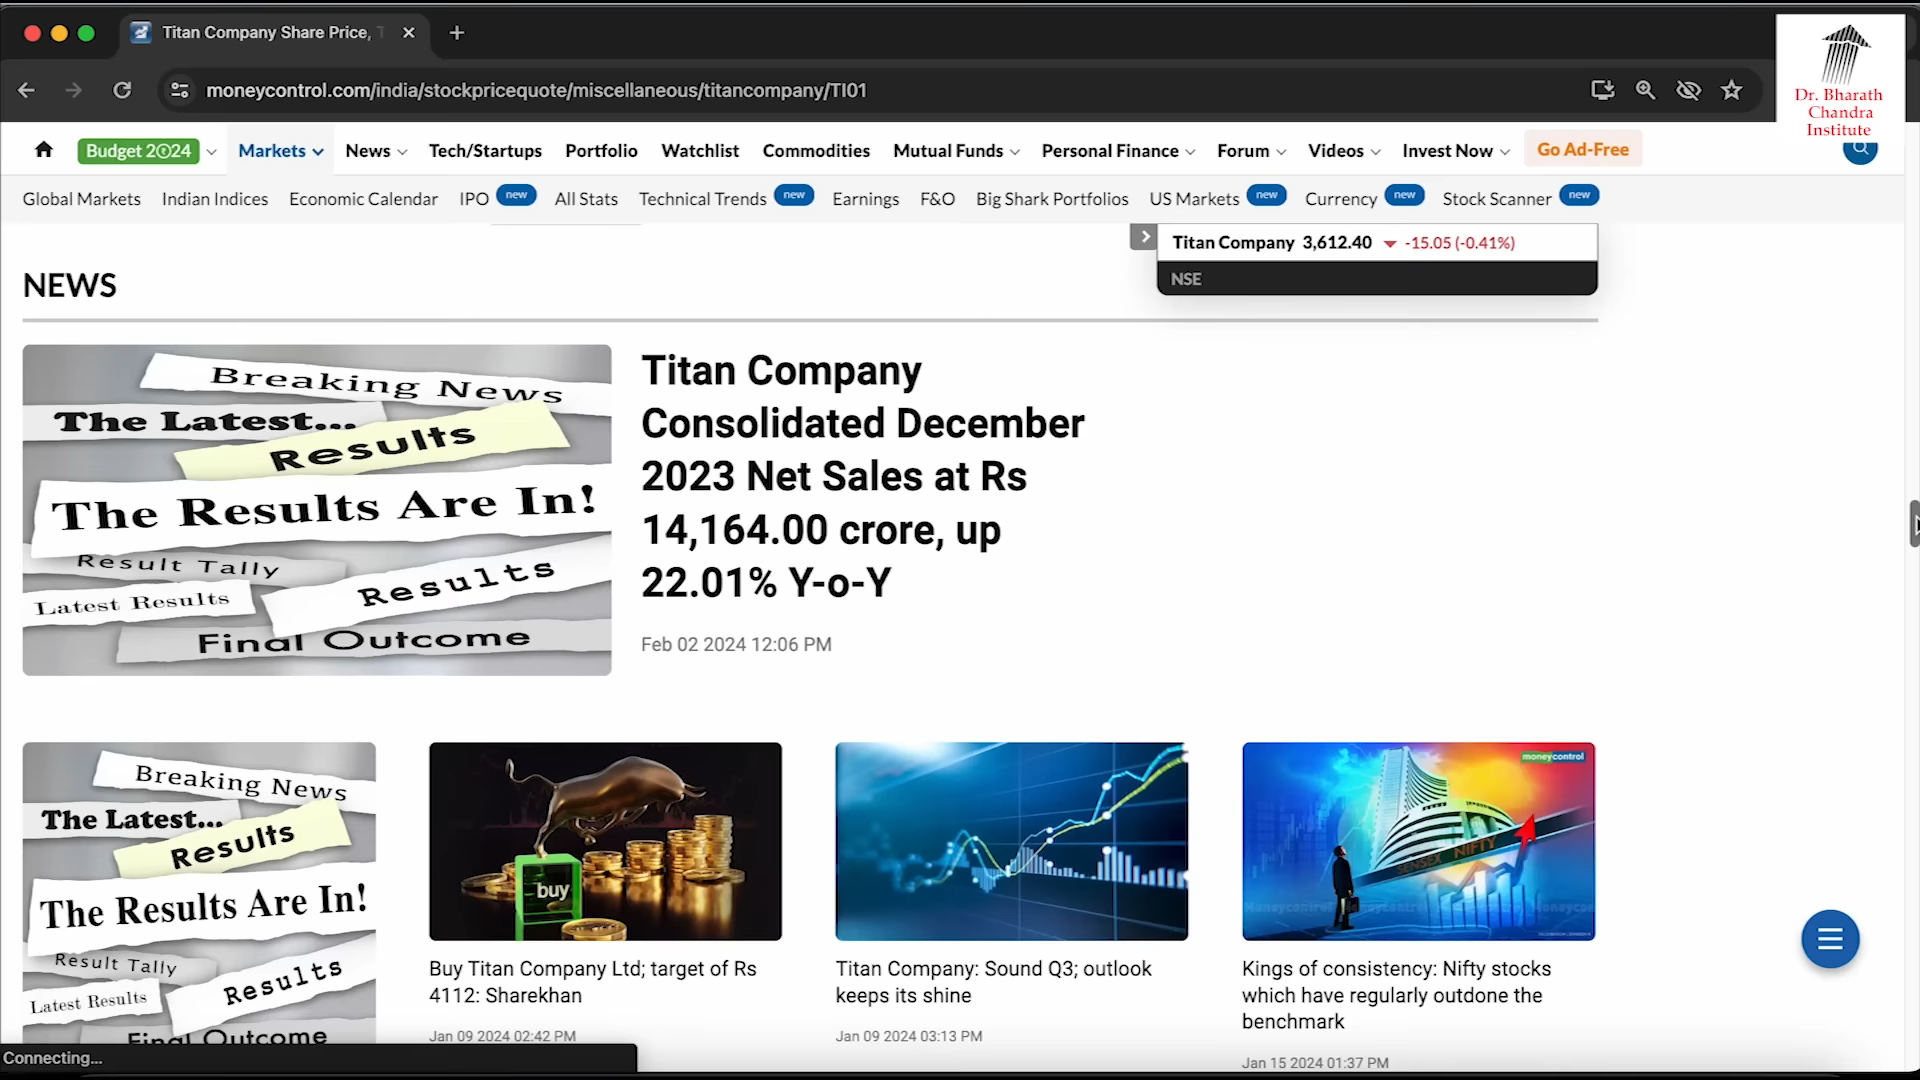 Titan Company Share Price, T
moneycontrol.com/india/stockpricequote/miscellaneous/titancompany/TI01
Dr. Bharath
Chandra
Institute
Budget 2024 Markets News Tech/Startups Portfolio Watchlist Commodities Mutual Funds Personal Finance Forum Videos Invest Now Go Ad-Free
Global Markets Indian Indices Economic Calendar IPO new All Stats Technical Trends new Earnings F&O Big Shark Portfolios US Markets new Currency new Stock Scanner new
Titan Company 3,612.40 -15.05 (-0.41%)
NSE
NEWS
Breaking News
The Latest...
Results
The Results Are In!
Result Tally
Results
Latest Results
Final Outcome
Titan Company
Consolidated December
2023 Net Sales at Rs
14,164.00 crore, up
22.01% Y-o-Y
Feb 02 2024 12:06 PM
Breaking News
The Latest...
Results
The Results Are In!
Result Tally
Results
Latest Results
Final Outcome
buy
Buy Titan Company Ltd; target of Rs
4112: Sharekhan
Jan 09 2024 02:42 PM
Titan Company: Sound Q3; outlook
keeps its shine
Jan 09 2024 03:13 PM
moneycontrol
SENSEX NIFTY
Kings of consistency: Nifty stocks
which have regularly outdone the
benchmark
Jan 15 2024 01:37 PM
Connecting...